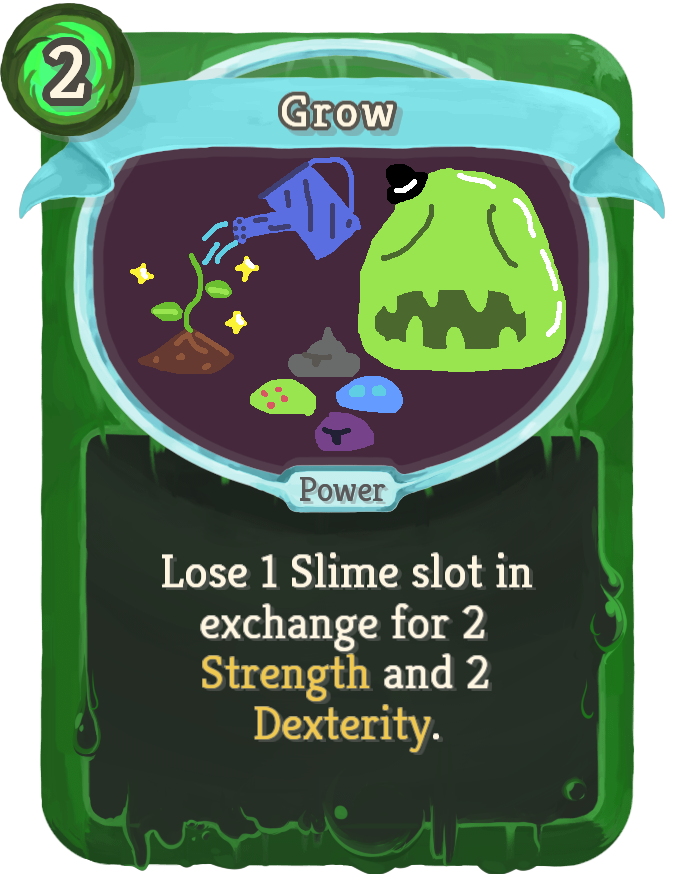 2
Grow
Power
Lose 1 Slime slot in
exchange for 2
Strength and 2
Dexterity.